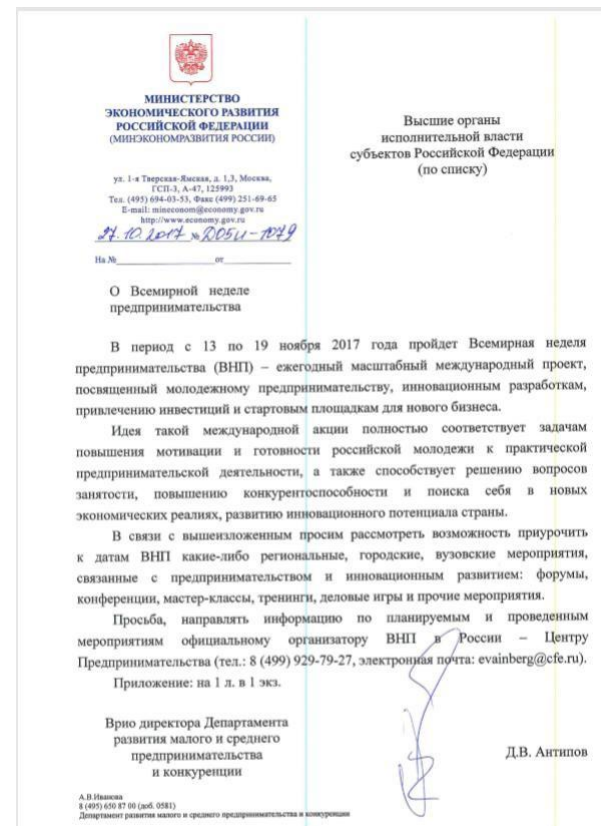 МИНИСТЕРСТВО
ЭКОНОМИЧЕСКОГО РАЗВИТИЯ
РОССИЙСКОЙ ФЕДЕРАЦИИ
(МИНЭКОНОМРАЗВИТИЯ РОССИИ)
ул. 1-я Тверская-Ямская, д. 1,3, Москва,
ГСП-3, А-47, 125993
Тел. (495) 694-03-53, Факс (499) 251-69-65
E-mail: mineconom@economy.gov.ru
http://www.economy.gov.ru
27.10.2017 № Д05и-1079
На № от
Высшие органы
исполнительной власти
субъектов Российской Федерации
(по списку)
О Всемирной неделе
предпринимательства
В период с 13 по 19 ноября 2017 года пройдет Всемирная неделя
предпринимательства (ВНП) – ежегодный масштабный международный проект,
посвященный молодежному предпринимательству, инновационным разработкам,
привлечению инвестиций и стартовым площадкам для нового бизнеса.
Идея такой международной акции полностью соответствует задачам
повышения мотивации и готовности российской молодежи к практической
предпринимательской деятельности, а также способствует решению вопросов
занятости, повышению конкурентоспособности и поиска себя в новых
экономических реалиях, развитию инновационного потенциала страны.
В связи с вышеизложенным просим рассмотреть возможность приурочить
к датам ВНП какие-либо региональные, городские, вузовские мероприятия,
связанные с предпринимательством и инновационным развитием: форумы,
конференции, мастер-классы, тренинги, деловые игры и прочие мероприятия.
Просьба, направлять информацию по планируемым и проведенным
мероприятиям официальному организатору ВНП в России – Центру
Предпринимательства (тел.: 8 (499) 929-79-27, электронная почта: evainberg@cfe.ru).
Приложение: на 1 л. в 1 экз.
Врио директора Департамента
развития малого и среднего
предпринимательства
и конкуренции
Д.В. Антипов
А.В.Иванова
8 (495) 650 87 00 (доб. 0581)
Департамент развития малого и среднего предпринимательства и конкуренции